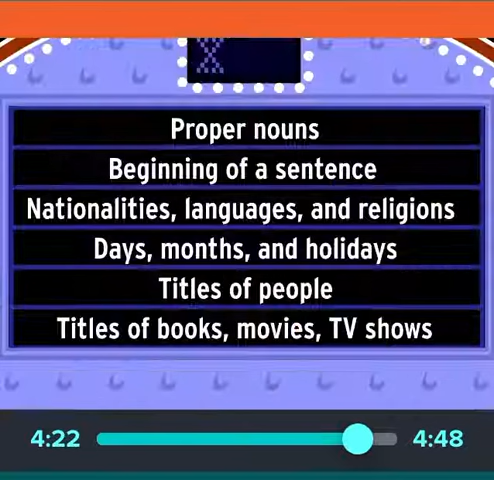 Proper nouns
Beginning of a sentence
Nationalities, languages, and religions
Days, months, and holidays
Titles of people
Titles of books, movies, TV shows
4:22 4:48